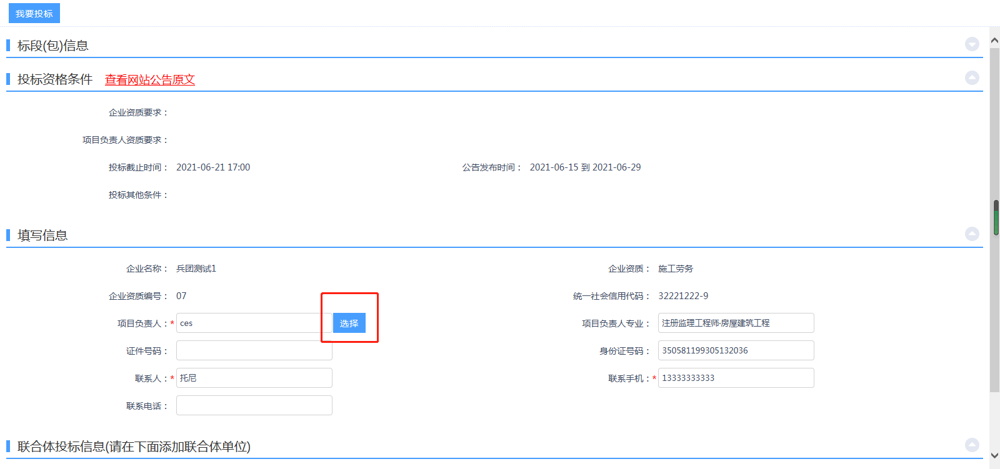 我要投标
标段(包)信息
投标资格条件 查看网站公告原文
企业资质要求：
项目负责人资质要求：
投标截止时间： 2021-06-21 17:00 公告发布时间： 2021-06-15 到 2021-06-29
投标其他条件：
填写信息
企业名称： 兵团测试1 企业资质： 施工劳务
企业资质编号： 07 统一社会信用代码： 32221222-9
项目负责人：* ces 选择 项目负责人专业： 注册监理工程师·房屋建筑工程
证件号码： 身份证号码： 350581199305132036
联系人：* 托尼 联系手机：* 13333333333
联系电话：
联合体投标信息(请在下面添加联合体单位)